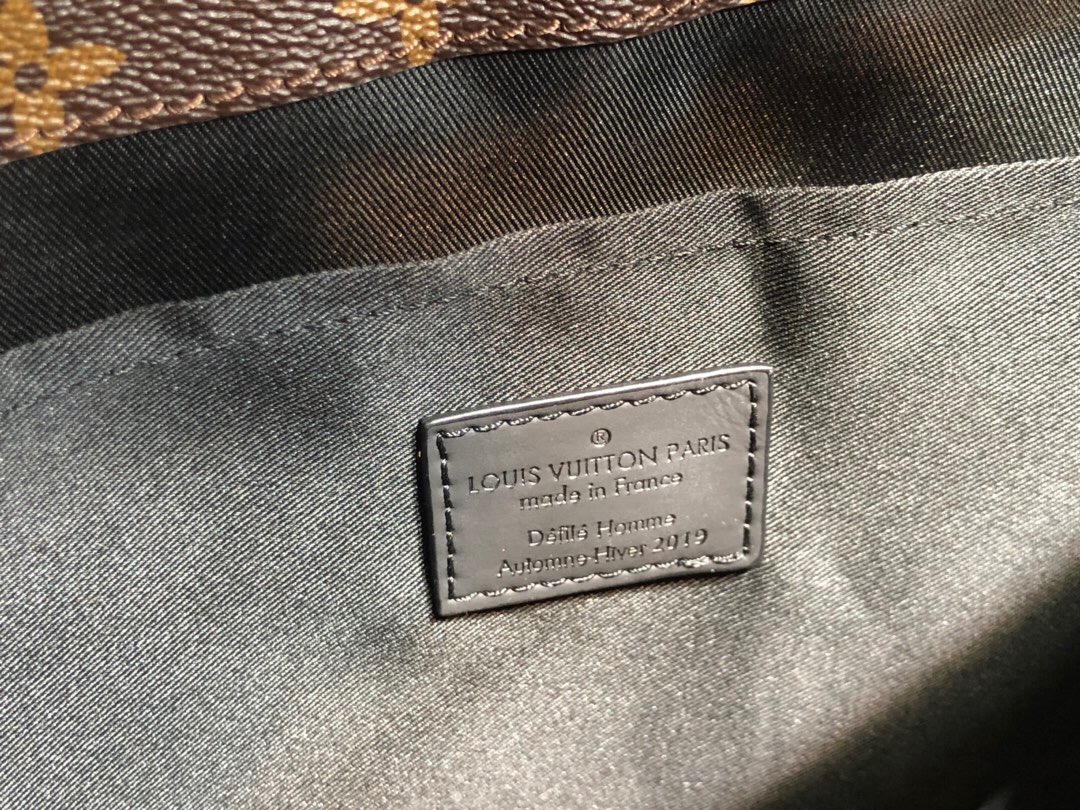 ®
LOUIS VUITTON PARIS
made in France
Défilé Homme
Automne-Hiver 2019